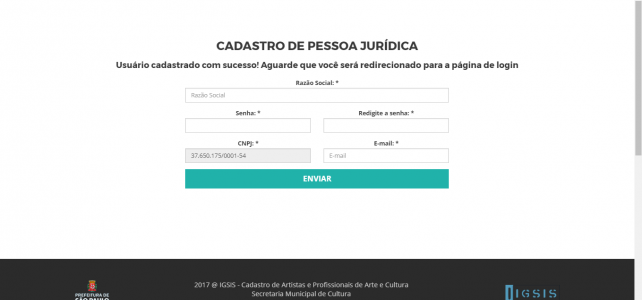 CADASTRO DE PESSOA JURÍDICA
Usuário cadastrado com sucesso! Aguarde que você será redirecionado para a página de login
Razão Social: *
Razão Social
Senha: * Redigite a senha: *
CNPJ: * E-mail: *
37.650.175/0001-54 E-mail
ENVIAR
2017 @ IGSIS - Cadastro de Artistas e Profissionais de Arte e Cultura
Secretaria Municipal de Cultura
PREFEITURA DE
SÃO PAULO
IGSIS